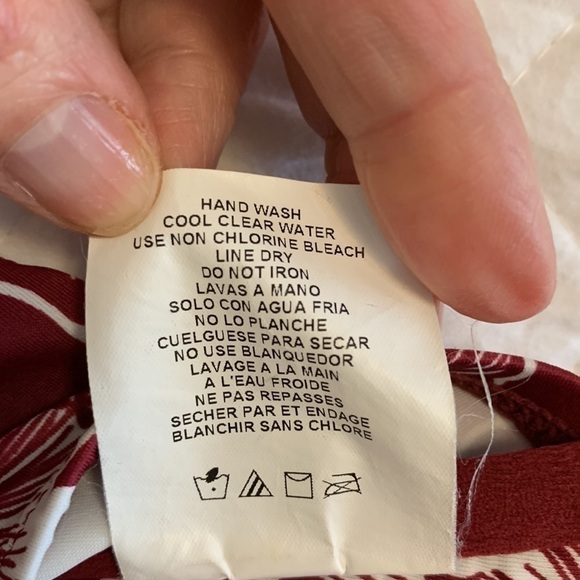 HAND WASH
COOL CLEAR WATER
USE NON CHLORINE BLEACH
LINE DRY
DO NOT IRON
LAVAS A MANO
SOLO CON AGUA FRIA
NO LO PLANCHE
CUELGUESE PARA SECAR
NO USE BLANQUEDOR
LAVAGE A LA MAIN
A L'EAU FROIDE
NE PAS REPASSES
SECHER PAR ET ENDAGE
BLANCHIR SANS CHLORE